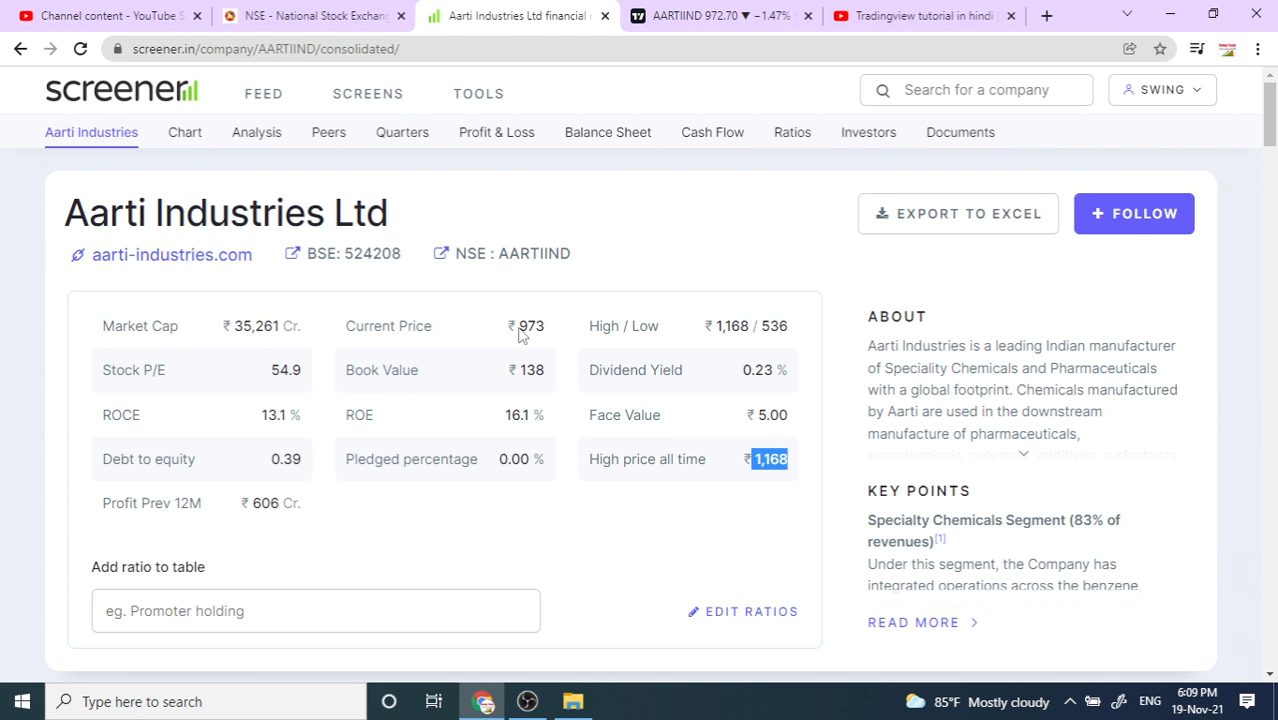 Channel content - YouTube S
NSE - National Stock Exchang
Aarti Industries Ltd financial r
AARTIIND 972.70 ▼ −1.47%
Tradingview tutorial in hindi
screener.in/company/AARTIIND/consolidated/
screener
FEED
SCREENS
TOOLS
Search for a company
SWING
Aarti Industries
Chart
Analysis
Peers
Quarters
Profit & Loss
Balance Sheet
Cash Flow
Ratios
Investors
Documents
Aarti Industries Ltd
EXPORT TO EXCEL
+ FOLLOW
aarti-industries.com
BSE: 524208
NSE : AARTIIND
Market Cap ₹ 35,261 Cr.
Current Price ₹ 973
High / Low ₹ 1,168 / 536
Stock P/E 54.9
Book Value ₹ 138
Dividend Yield 0.23 %
ROCE 13.1 %
ROE 16.1 %
Face Value ₹ 5.00
Debt to equity 0.39
Pledged percentage 0.00 %
High price all time ₹ 1,168
Profit Prev 12M ₹ 606 Cr.
Add ratio to table
eg. Promoter holding
EDIT RATIOS
ABOUT
Aarti Industries is a leading Indian manufacturer
of Speciality Chemicals and Pharmaceuticals
with a global footprint. Chemicals manufactured
by Aarti are used in the downstream
manufacture of pharmaceuticals,
agrochemicals, polymers, additives, surfactants,
KEY POINTS
Specialty Chemicals Segment (83% of
revenues)[1]
Under this segment, the Company has
integrated operations across the benzene,
READ MORE
Type here to search
85°F Mostly cloudy
ENG
6:09 PM
19-Nov-21